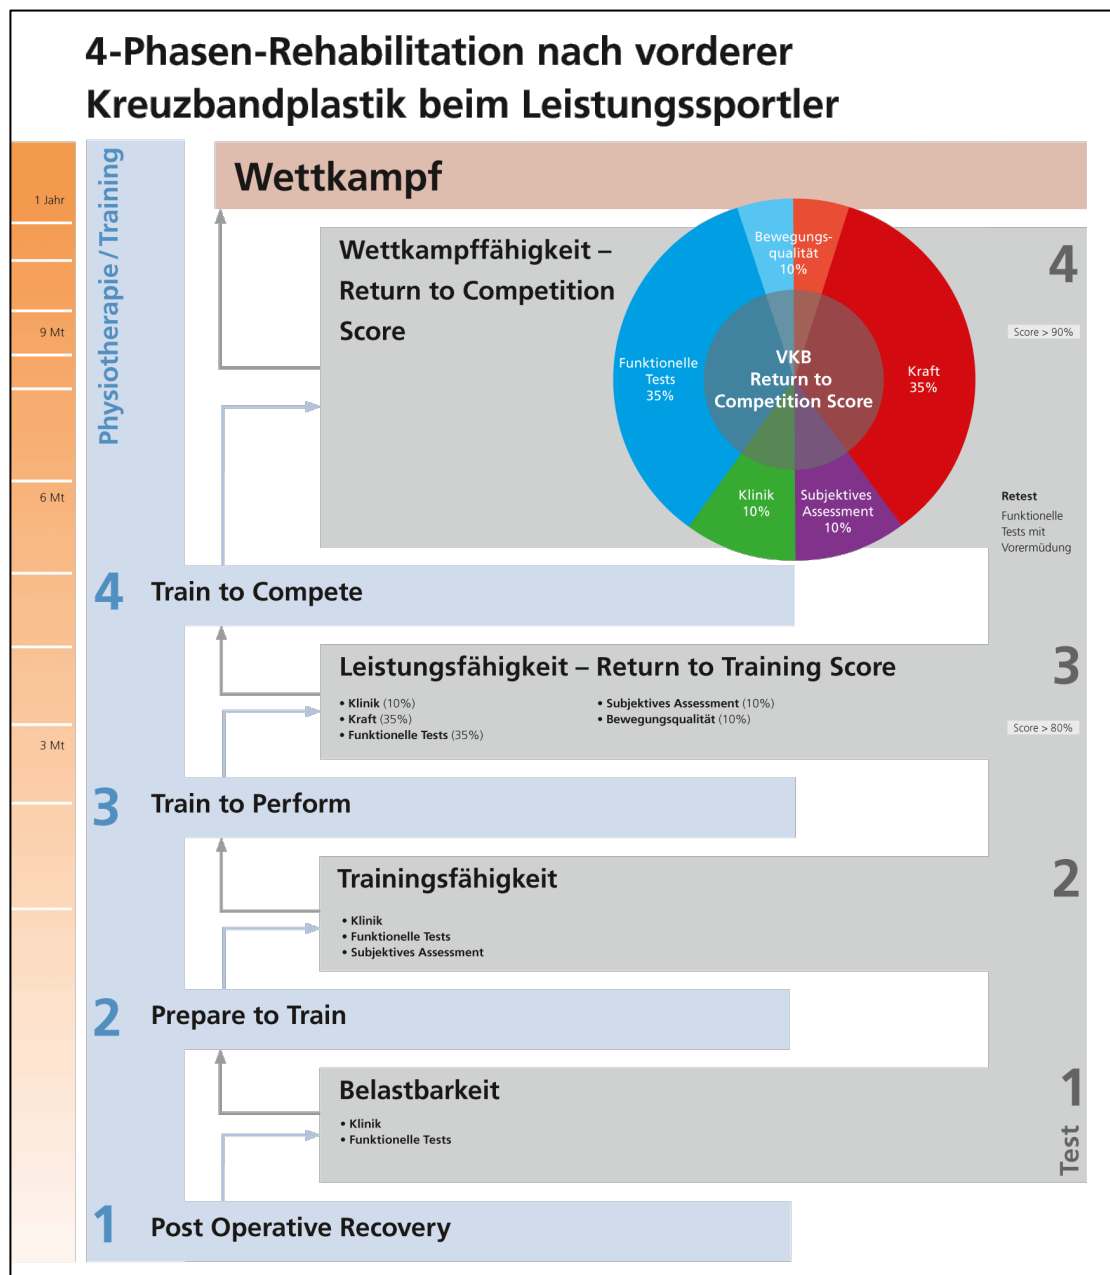 4-Phasen-Rehabilitation nach vorderer
Kreuzbandplastik beim Leistungssportler
1 Jahr
9 Mt
6 Mt
3 Mt
Physiotherapie / Training
Wettkampf
Wettkampffähigkeit –
Return to Competition
Score
4
Score > 90%
Bewegungs-
qualität
10%
Funktionelle
Tests
35%
VKB
Return to
Competition Score
Kraft
35%
Klinik
10%
Subjektives
Assessment
10%
Retest
Funktionelle
Tests mit
Vorermüdung
4 Train to Compete
Leistungsfähigkeit – Return to Training Score
3
• Klinik (10%)
• Kraft (35%)
• Funktionelle Tests (35%)
• Subjektives Assessment (10%)
• Bewegungsqualität (10%)
Score > 80%
3 Train to Perform
Trainingsfähigkeit
2
• Klinik
• Funktionelle Tests
• Subjektives Assessment
2 Prepare to Train
Belastbarkeit
Test 1
• Klinik
• Funktionelle Tests
1 Post Operative Recovery